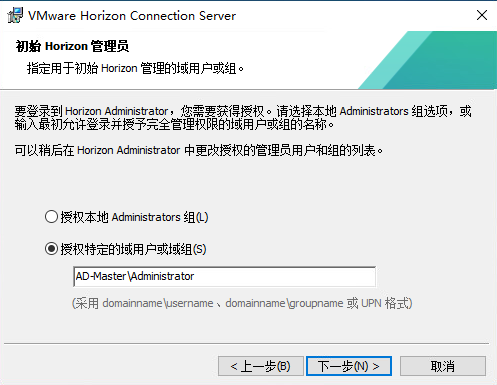 VMware Horizon Connection Server
初始 Horizon 管理员
指定用于初始 Horizon 管理的域用户或组。
要登录到 Horizon Administrator，您需要获得授权。请选择本地 Administrators 组选项，或
输入最初允许登录并授予完全管理权限的域用户或组的名称。
可以稍后在 Horizon Administrator 中更改授权的管理员用户和组的列表。
授权本地 Administrators 组(L)
授权特定的域用户或域组(S)
AD-Master\Administrator
(采用 domainname\username、domainname\groupname 或 UPN 格式)
< 上一步(B) 下一步(N) > 取消